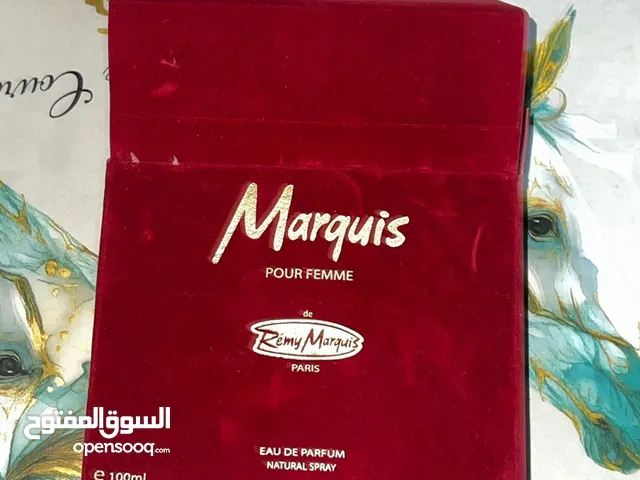 Marquis
POUR FEMME
de
Rémy Marquis
PARIS
EAU DE PARFUM
NATURAL SPRAY
e 100ml
السوق المفتوح
opensooq.com